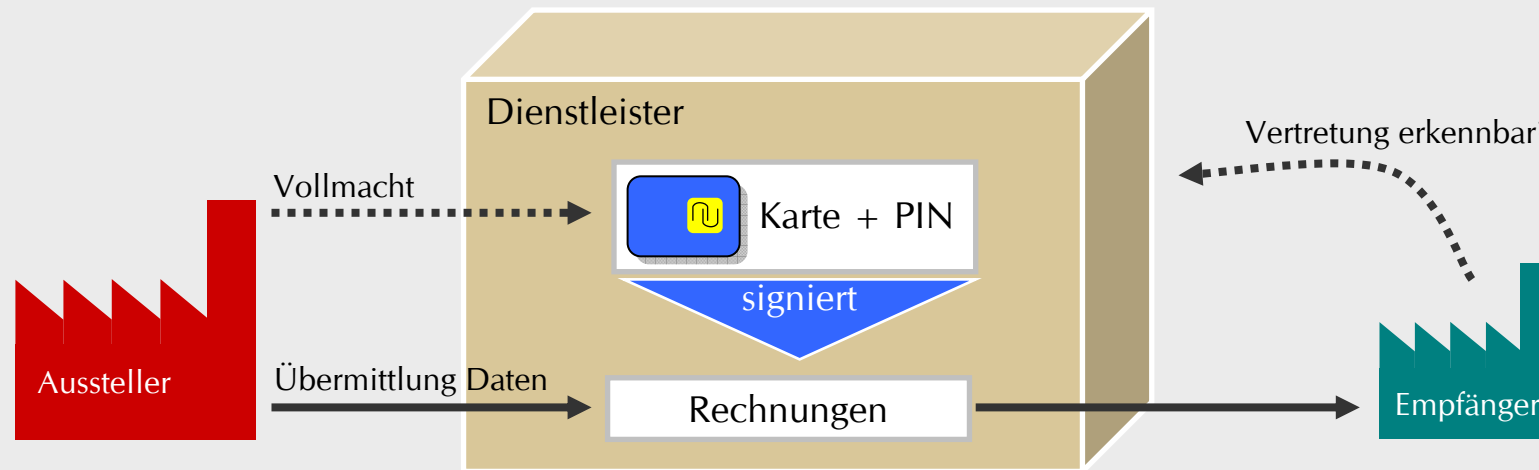 Dienstleister
Vertretung erkennbar
Vollmacht
Karte + PIN
signiert
Aussteller
Übermittlung Daten
Rechnungen
Empfänger